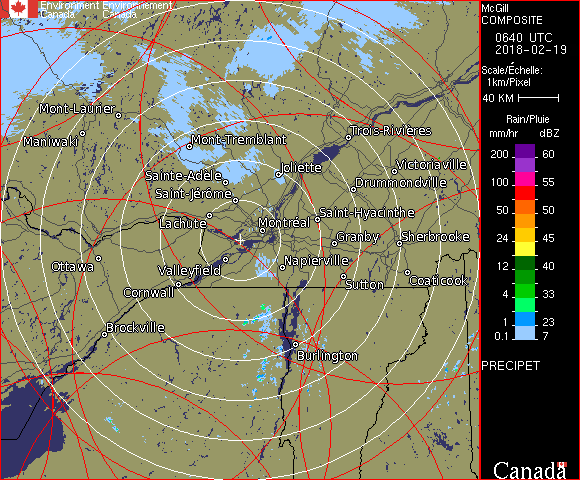 Environment Environnement
Canada Canada
McGill
COMPOSITE
0640 UTC
2018-02-19
Scale/Échelle:
1km/Pixel
40 KM
Rain/Pluie
mm/hr dBZ
200 60
100 55
50 50
24 45
12 40
4 33
1 23
0.1 7
PRECIPET
Canada
Mont-Laurier
Maniwaki
Mont-Tremblant
Trois-Rivières
Joliette
Victoriaville
Sainte-Adèle
Drummondville
Saint-Jérôme
Saint-Hyacinthe
Lachute
Montréal
Granby
Sherbrooke
Ottawa
Valleyfield
Napierville
Cornwall
Sutton
Coaticook
Brockville
Burlington